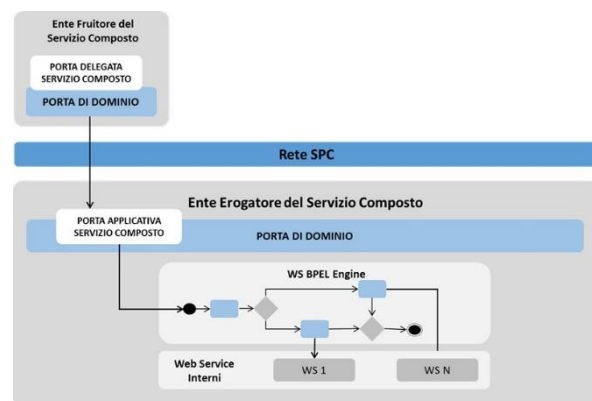 Ente Fruitore del
Servizio Composto
PORTA DELEGATA
SERVIZIO COMPOSTO
PORTA DI DOMINIO
Rete SPC
Ente Erogatore del Servizio Composto
PORTA APPLICATIVA
SERVIZIO COMPOSTO
PORTA DI DOMINIO
WS BPEL Engine
Web Service
Interni
WS 1
WS N